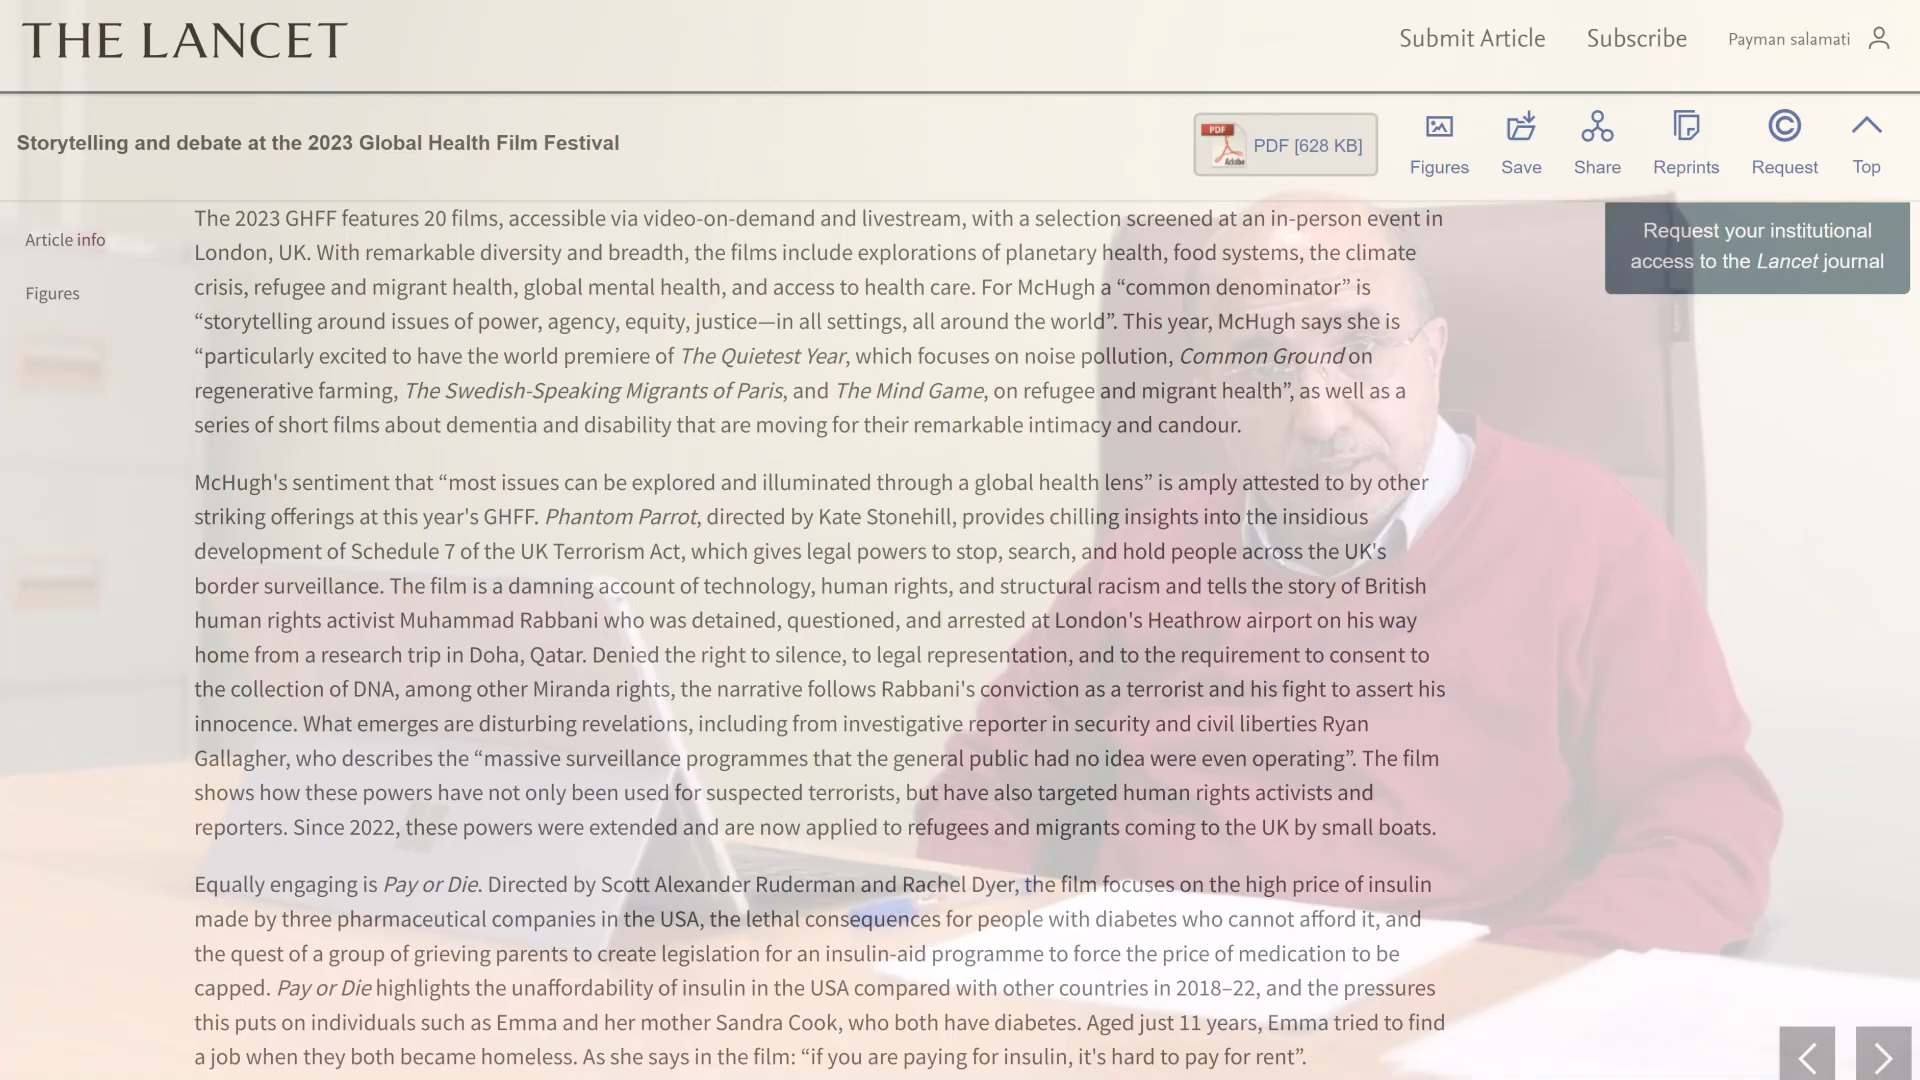 THE LANCET
Submit Article
Subscribe
Payman salamati
Storytelling and debate at the 2023 Global Health Film Festival
PDF
Adobe
PDF [628 KB]
Figures
Save
Share
Reprints
Request
Top
Article info
Figures
Request your institutional
access to the Lancet journal
The 2023 GHFF features 20 films, accessible via video-on-demand and livestream, with a selection screened at an in-person event in
London, UK. With remarkable diversity and breadth, the films include explorations of planetary health, food systems, the climate
crisis, refugee and migrant health, global mental health, and access to health care. For McHugh a “common denominator” is
“storytelling around issues of power, agency, equity, justice—in all settings, all around the world”. This year, McHugh says she is
“particularly excited to have the world premiere of The Quietest Year, which focuses on noise pollution, Common Ground on
regenerative farming, The Swedish-Speaking Migrants of Paris, and The Mind Game, on refugee and migrant health”, as well as a
series of short films about dementia and disability that are moving for their remarkable intimacy and candour.
McHugh's sentiment that “most issues can be explored and illuminated through a global health lens” is amply attested to by other
striking offerings at this year's GHFF. Phantom Parrot, directed by Kate Stonehill, provides chilling insights into the insidious
development of Schedule 7 of the UK Terrorism Act, which gives legal powers to stop, search, and hold people across the UK's
border surveillance. The film is a damning account of technology, human rights, and structural racism and tells the story of British
human rights activist Muhammad Rabbani who was detained, questioned, and arrested at London's Heathrow airport on his way
home from a research trip in Doha, Qatar. Denied the right to silence, to legal representation, and to the requirement to consent to
the collection of DNA, among other Miranda rights, the narrative follows Rabbani's conviction as a terrorist and his fight to assert his
innocence. What emerges are disturbing revelations, including from investigative reporter in security and civil liberties Ryan
Gallagher, who describes the “massive surveillance programmes that the general public had no idea were even operating”. The film
shows how these powers have not only been used for suspected terrorists, but have also targeted human rights activists and
reporters. Since 2022, these powers were extended and are now applied to refugees and migrants coming to the UK by small boats.
Equally engaging is Pay or Die. Directed by Scott Alexander Ruderman and Rachel Dyer, the film focuses on the high price of insulin
made by three pharmaceutical companies in the USA, the lethal consequences for people with diabetes who cannot afford it, and
the quest of a group of grieving parents to create legislation for an insulin-aid programme to force the price of medication to be
capped. Pay or Die highlights the unaffordability of insulin in the USA compared with other countries in 2018–22, and the pressures
this puts on individuals such as Emma and her mother Sandra Cook, who both have diabetes. Aged just 11 years, Emma tried to find
a job when they both became homeless. As she says in the film: “if you are paying for insulin, it's hard to pay for rent”.